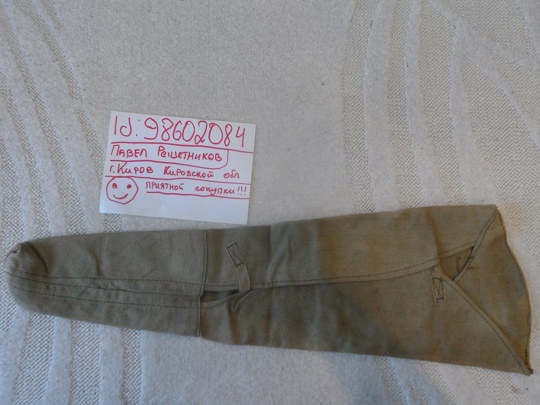 Id: 98602084
Павел Решетников
г. Киров Кировской обл
приятной покупки!!!